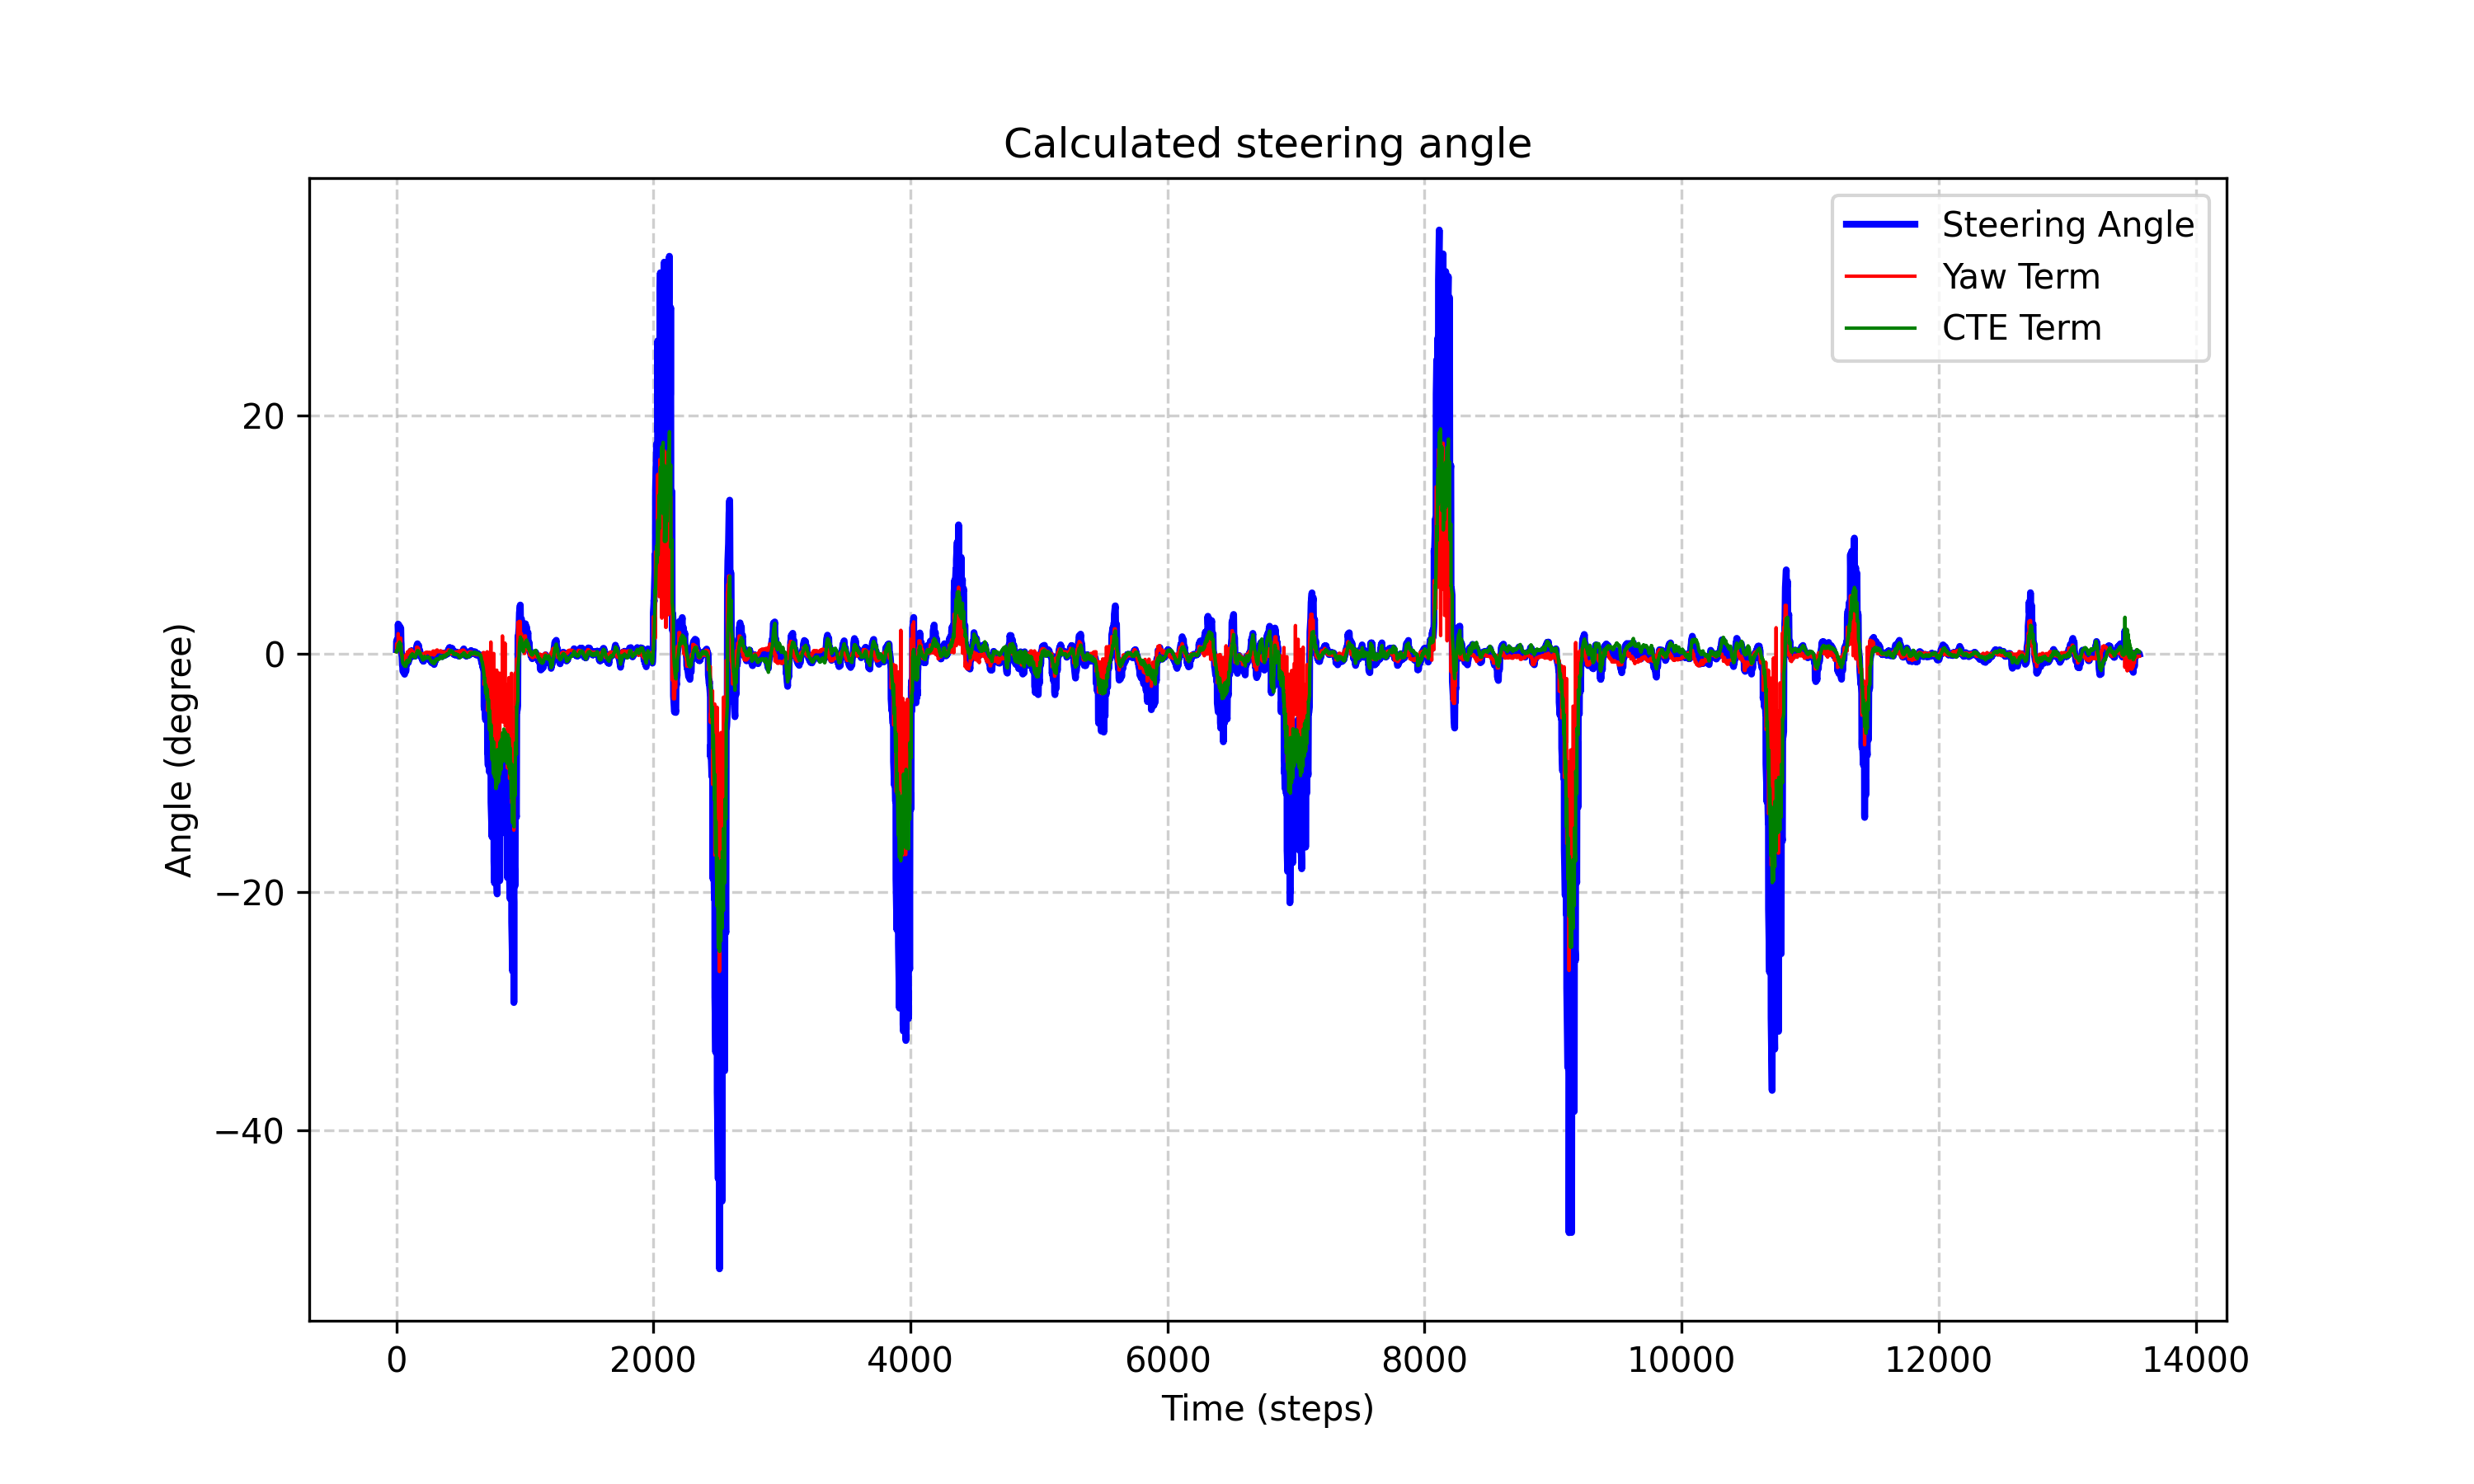 Calculated steering angle
Steering Angle
Yaw Term
CTE Term
Angle (degree)
20
0
−20
−40
0 2000 4000 6000 8000 10000 12000 14000
Time (steps)